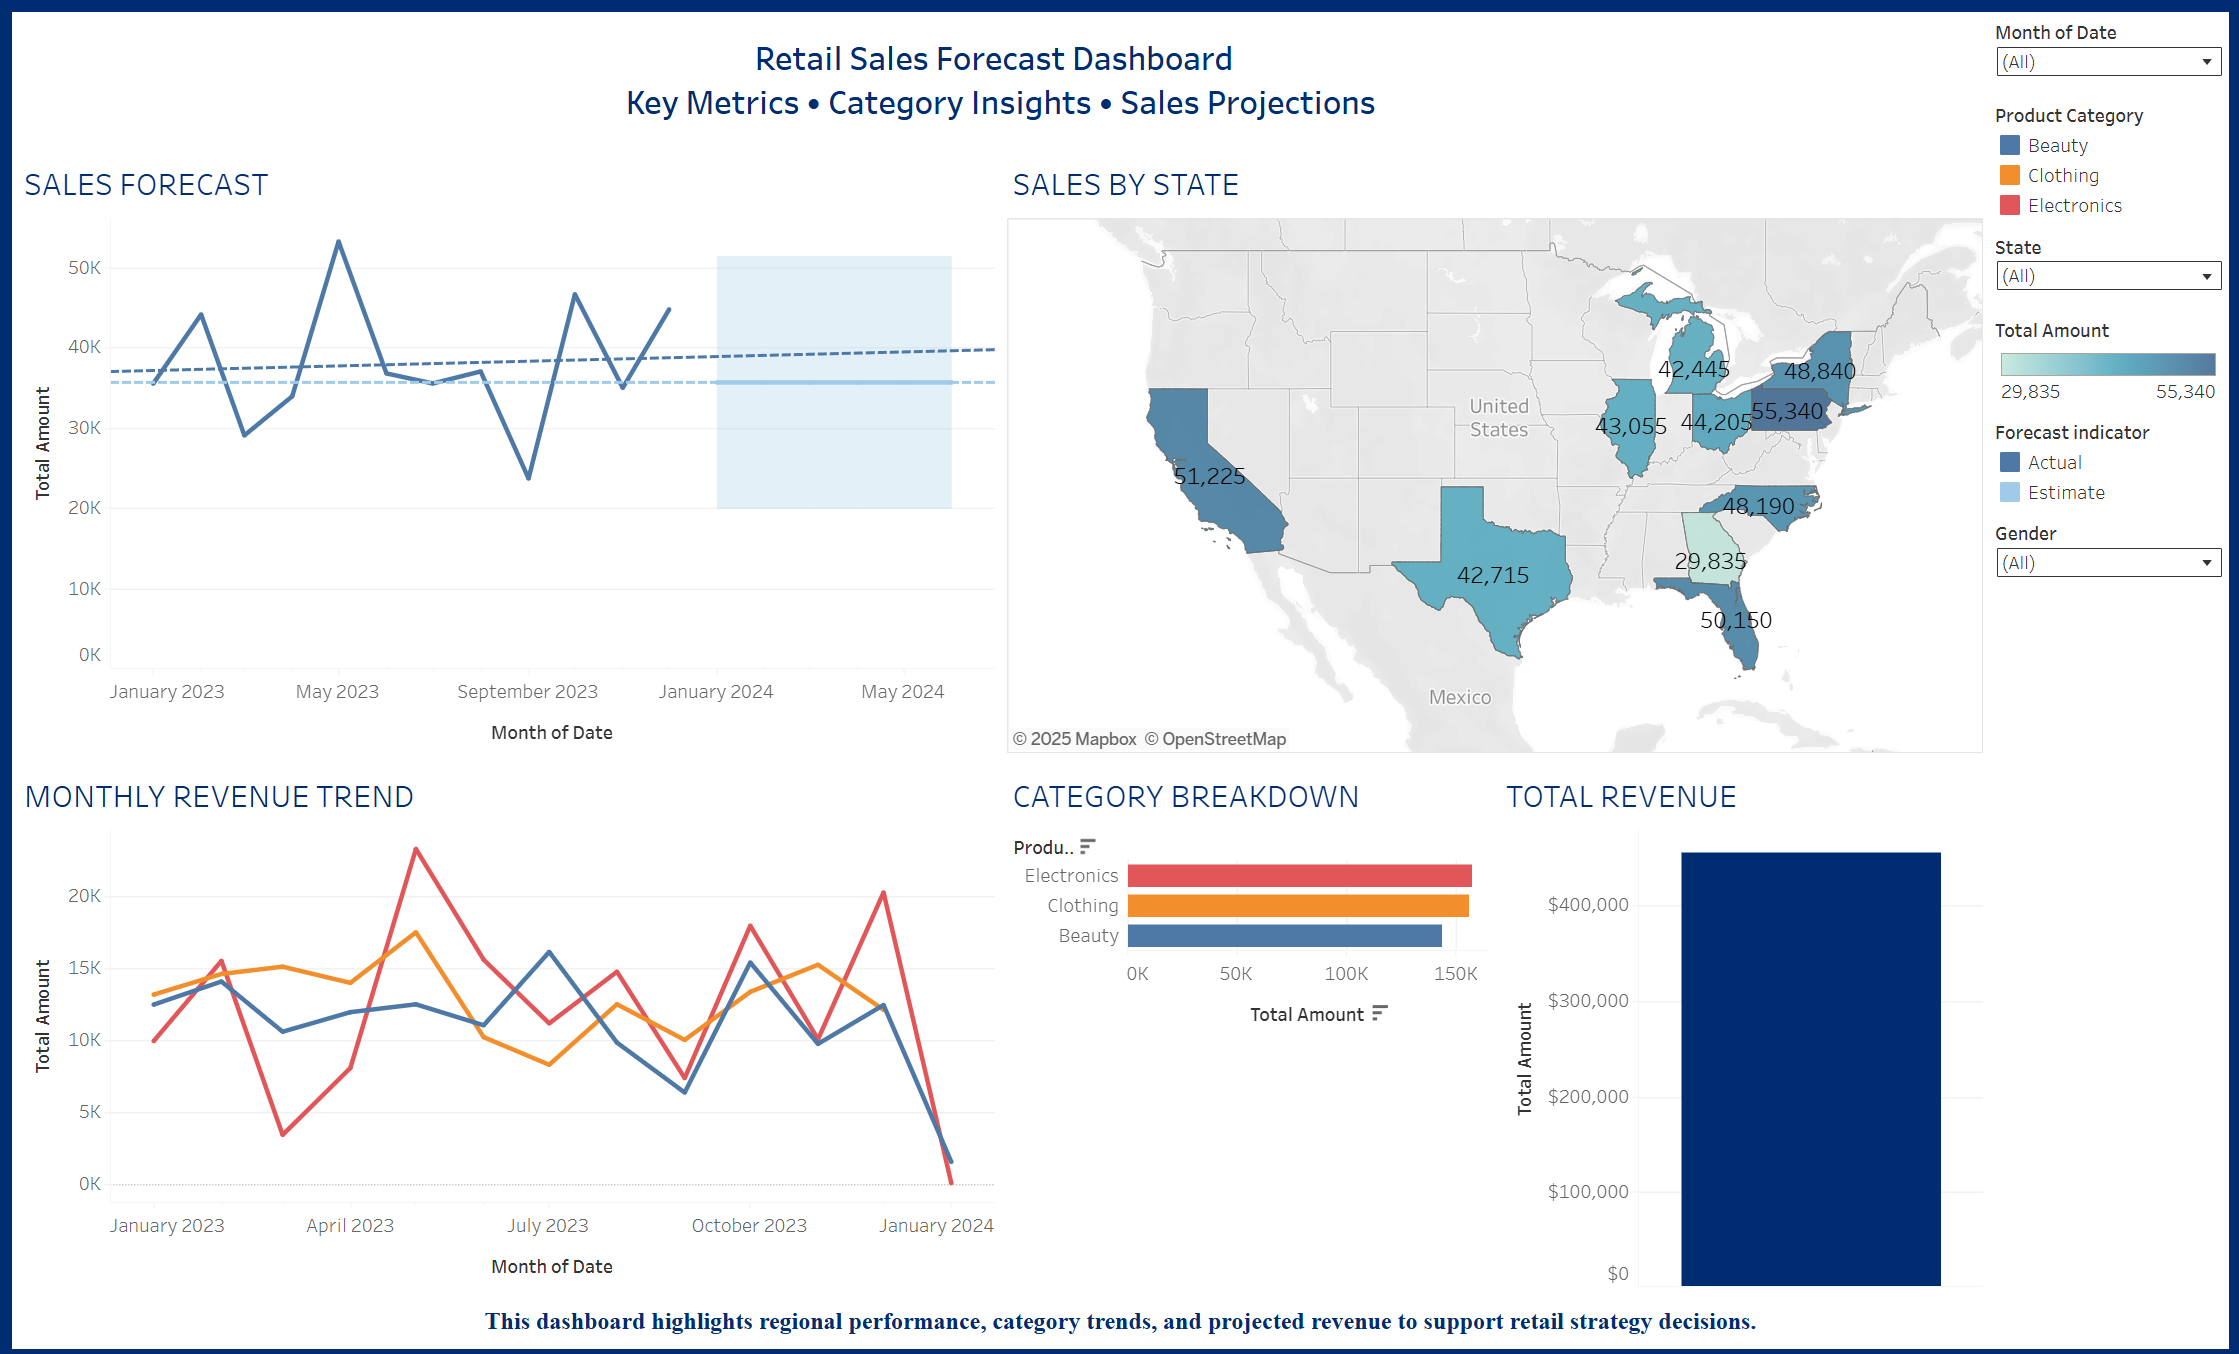 Retail Sales Forecast Dashboard
Key Metrics • Category Insights • Sales Projections
SALES FORECAST
Total Amount
50K
40K
30K
20K
10K
0K
January 2023
May 2023
September 2023
January 2024
May 2024
Month of Date
SALES BY STATE
United
States
Mexico
42,445
48,840
43,055
44,205
55,340
51,225
48,190
42,715
29,835
50,150
© 2025 Mapbox © OpenStreetMap
Month of Date
(All)
Product Category
Beauty
Clothing
Electronics
State
(All)
Total Amount
29,835
55,340
Forecast indicator
Actual
Estimate
Gender
(All)
MONTHLY REVENUE TREND
Total Amount
20K
15K
10K
5K
0K
January 2023
April 2023
July 2023
October 2023
January 2024
Month of Date
CATEGORY BREAKDOWN
Produ..
Electronics
Clothing
Beauty
0K
50K
100K
150K
Total Amount
TOTAL REVENUE
Total Amount
$400,000
$300,000
$200,000
$100,000
$0
This dashboard highlights regional performance, category trends, and projected revenue to support retail strategy decisions.